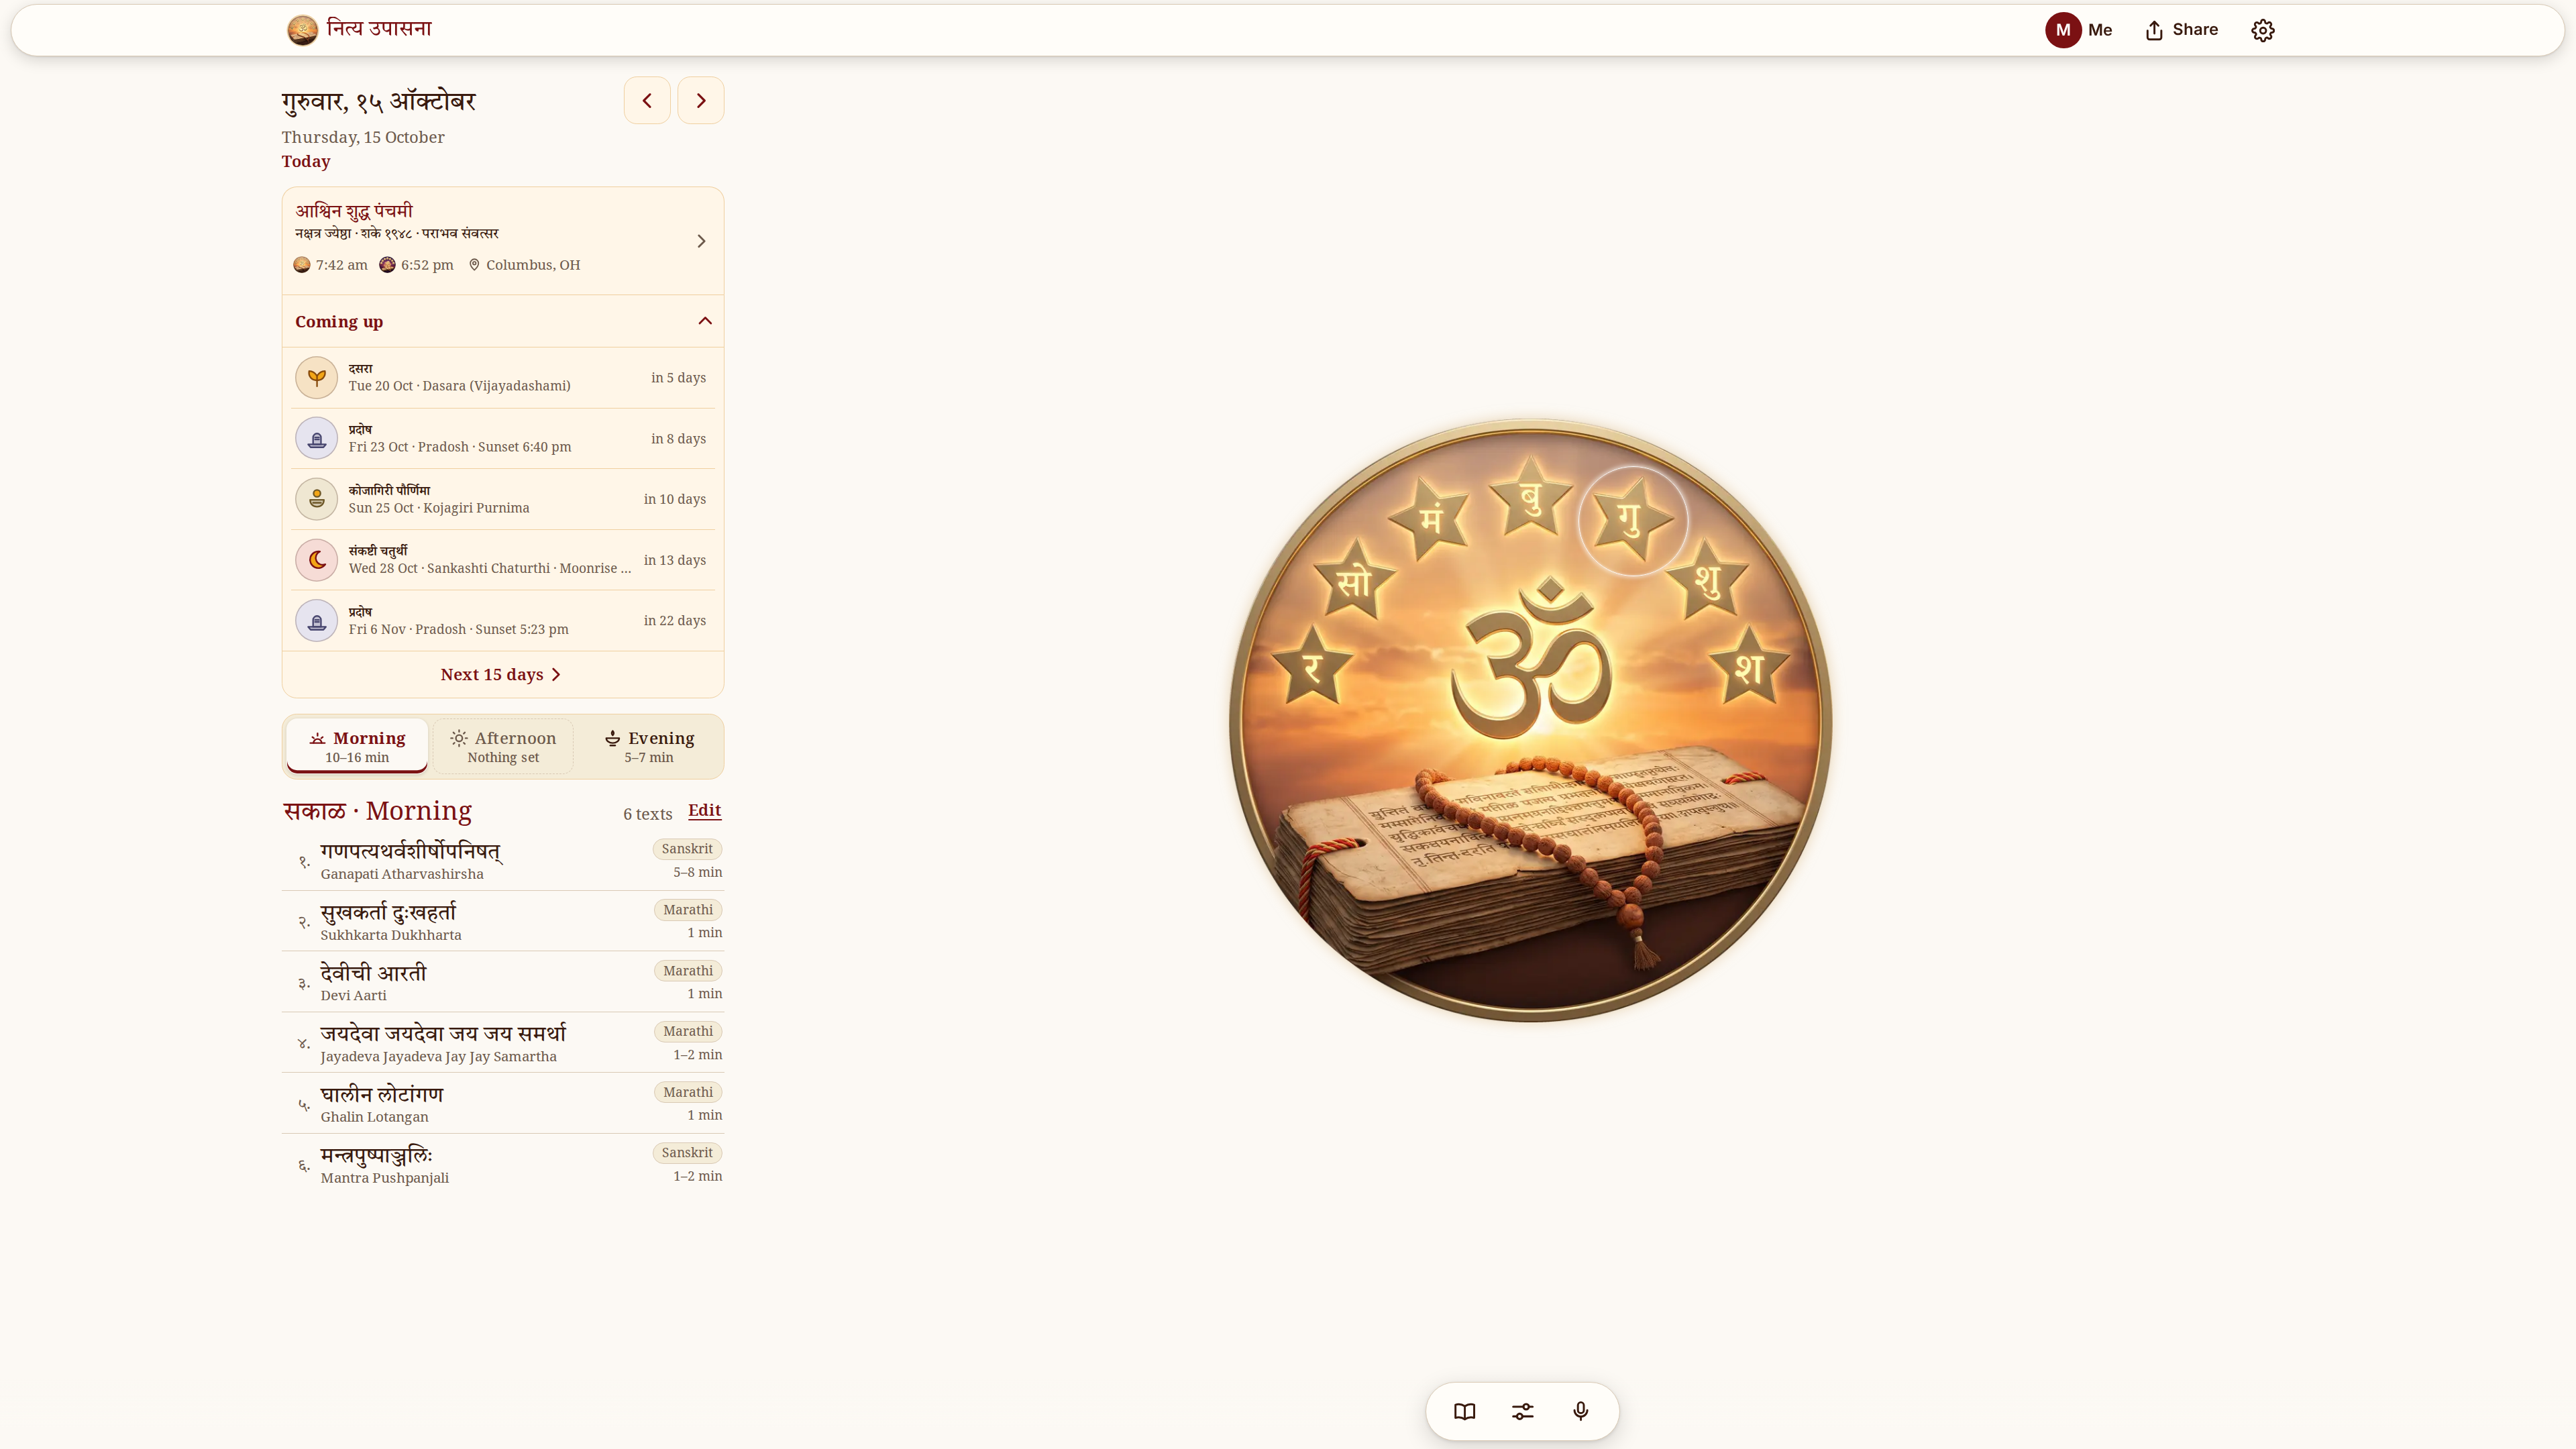 नित्य उपासना
M Me Share
गुरुवार, १५ ऑक्टोबर
Thursday, 15 October
Today
आश्विन शुद्ध पंचमी
नक्षत्र ज्येष्ठा · शके १९४८ · पराभव संवत्सर
7:42 am 6:52 pm Columbus, OH
Coming up
दसरा
Tue 20 Oct · Dasara (Vijayadashami)
in 5 days
प्रदोष
Fri 23 Oct · Pradosh · Sunset 6:40 pm
in 8 days
कोजागिरी पौर्णिमा
Sun 25 Oct · Kojagiri Purnima
in 10 days
संकष्टी चतुर्थी
Wed 28 Oct · Sankashti Chaturthi · Moonrise ...
in 13 days
प्रदोष
Fri 6 Nov · Pradosh · Sunset 5:23 pm
in 22 days
Next 15 days
Morning
10–16 min
Afternoon
Nothing set
Evening
5–7 min
सकाळ · Morning
6 texts Edit
१. गणपत्यथर्वशीर्षोपनिषत्
Ganapati Atharvashirsha
Sanskrit
5–8 min
२. सुखकर्ता दुःखहर्ता
Sukhkarta Dukhharta
Marathi
1 min
३. देवीची आरती
Devi Aarti
Marathi
1 min
४. जयदेवा जयदेवा जय जय समर्था
Jayadeva Jayadeva Jay Jay Samartha
Marathi
1–2 min
५. घालीन लोटांगण
Ghalin Lotangan
Marathi
1 min
६. मन्त्रपुष्पाञ्जलिः
Mantra Pushpanjali
Sanskrit
1–2 min
र सो मं बु गु शु श
ॐ